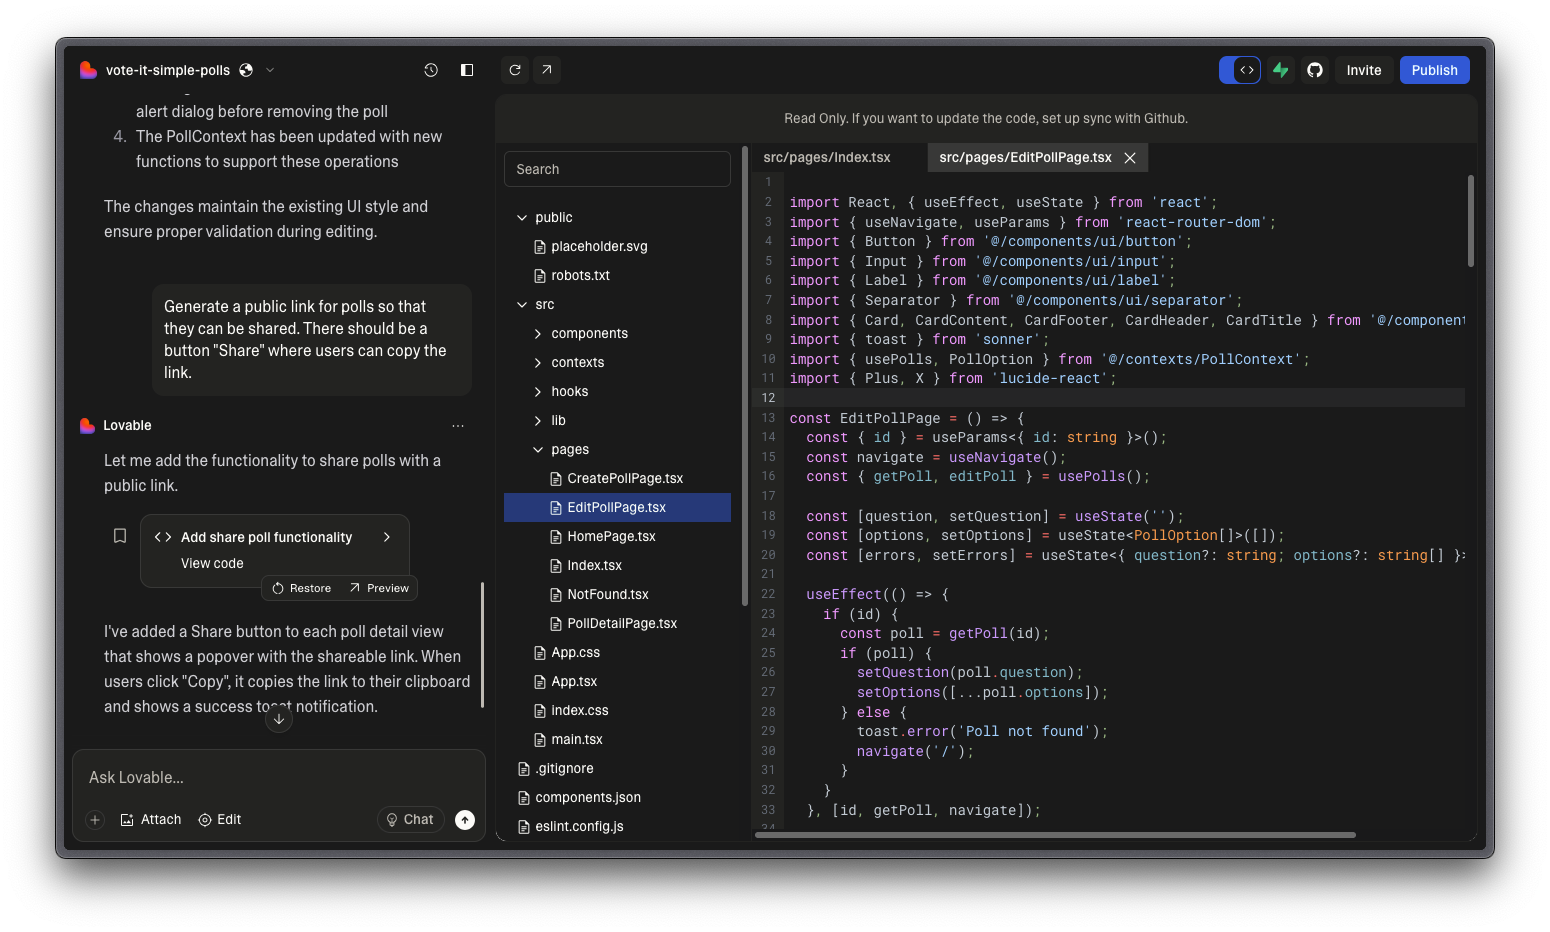 vote-it-simple-polls
Invite
Publish
alert dialog before removing the poll
4. The PollContext has been updated with new
functions to support these operations
The changes maintain the existing UI style and
ensure proper validation during editing.
Generate a public link for polls so that
they can be shared. There should be a
button "Share" where users can copy the
link.
Lovable
Let me add the functionality to share polls with a
public link.
Add share poll functionality
View code
Restore
Preview
I've added a Share button to each poll detail view
that shows a popover with the shareable link. When
users click "Copy", it copies the link to their clipboard
and shows a success toast notification.
Ask Lovable...
Attach
Edit
Chat
Read Only. If you want to update the code, set up sync with Github.
Search
public
placeholder.svg
robots.txt
src
components
contexts
hooks
lib
pages
CreatePollPage.tsx
EditPollPage.tsx
HomePage.tsx
Index.tsx
NotFound.tsx
PollDetailPage.tsx
App.css
App.tsx
index.css
main.tsx
.gitignore
components.json
eslint.config.js
src/pages/Index.tsx
src/pages/EditPollPage.tsx
1
2 import React, { useEffect, useState } from 'react';
3 import { useNavigate, useParams } from 'react-router-dom';
4 import { Button } from '@/components/ui/button';
5 import { Input } from '@/components/ui/input';
6 import { Label } from '@/components/ui/label';
7 import { Separator } from '@/components/ui/separator';
8 import { Card, CardContent, CardFooter, CardHeader, CardTitle } from '@/component
9 import { toast } from 'sonner';
10 import { usePolls, PollOption } from '@/contexts/PollContext';
11 import { Plus, X } from 'lucide-react';
12
13 const EditPollPage = () => {
14 const { id } = useParams<{ id: string }>();
15 const navigate = useNavigate();
16 const { getPoll, editPoll } = usePolls();
17
18 const [question, setQuestion] = useState('');
19 const [options, setOptions] = useState<PollOption[]>([]);
20 const [errors, setErrors] = useState<{ question?: string; options?: string[] }>
21
22 useEffect(() => {
23 if (id) {
24 const poll = getPoll(id);
25 if (poll) {
26 setQuestion(poll.question);
27 setOptions([...poll.options]);
28 } else {
29 toast.error('Poll not found');
30 navigate('/');
31 }
32 }
33 }, [id, getPoll, navigate]);
34